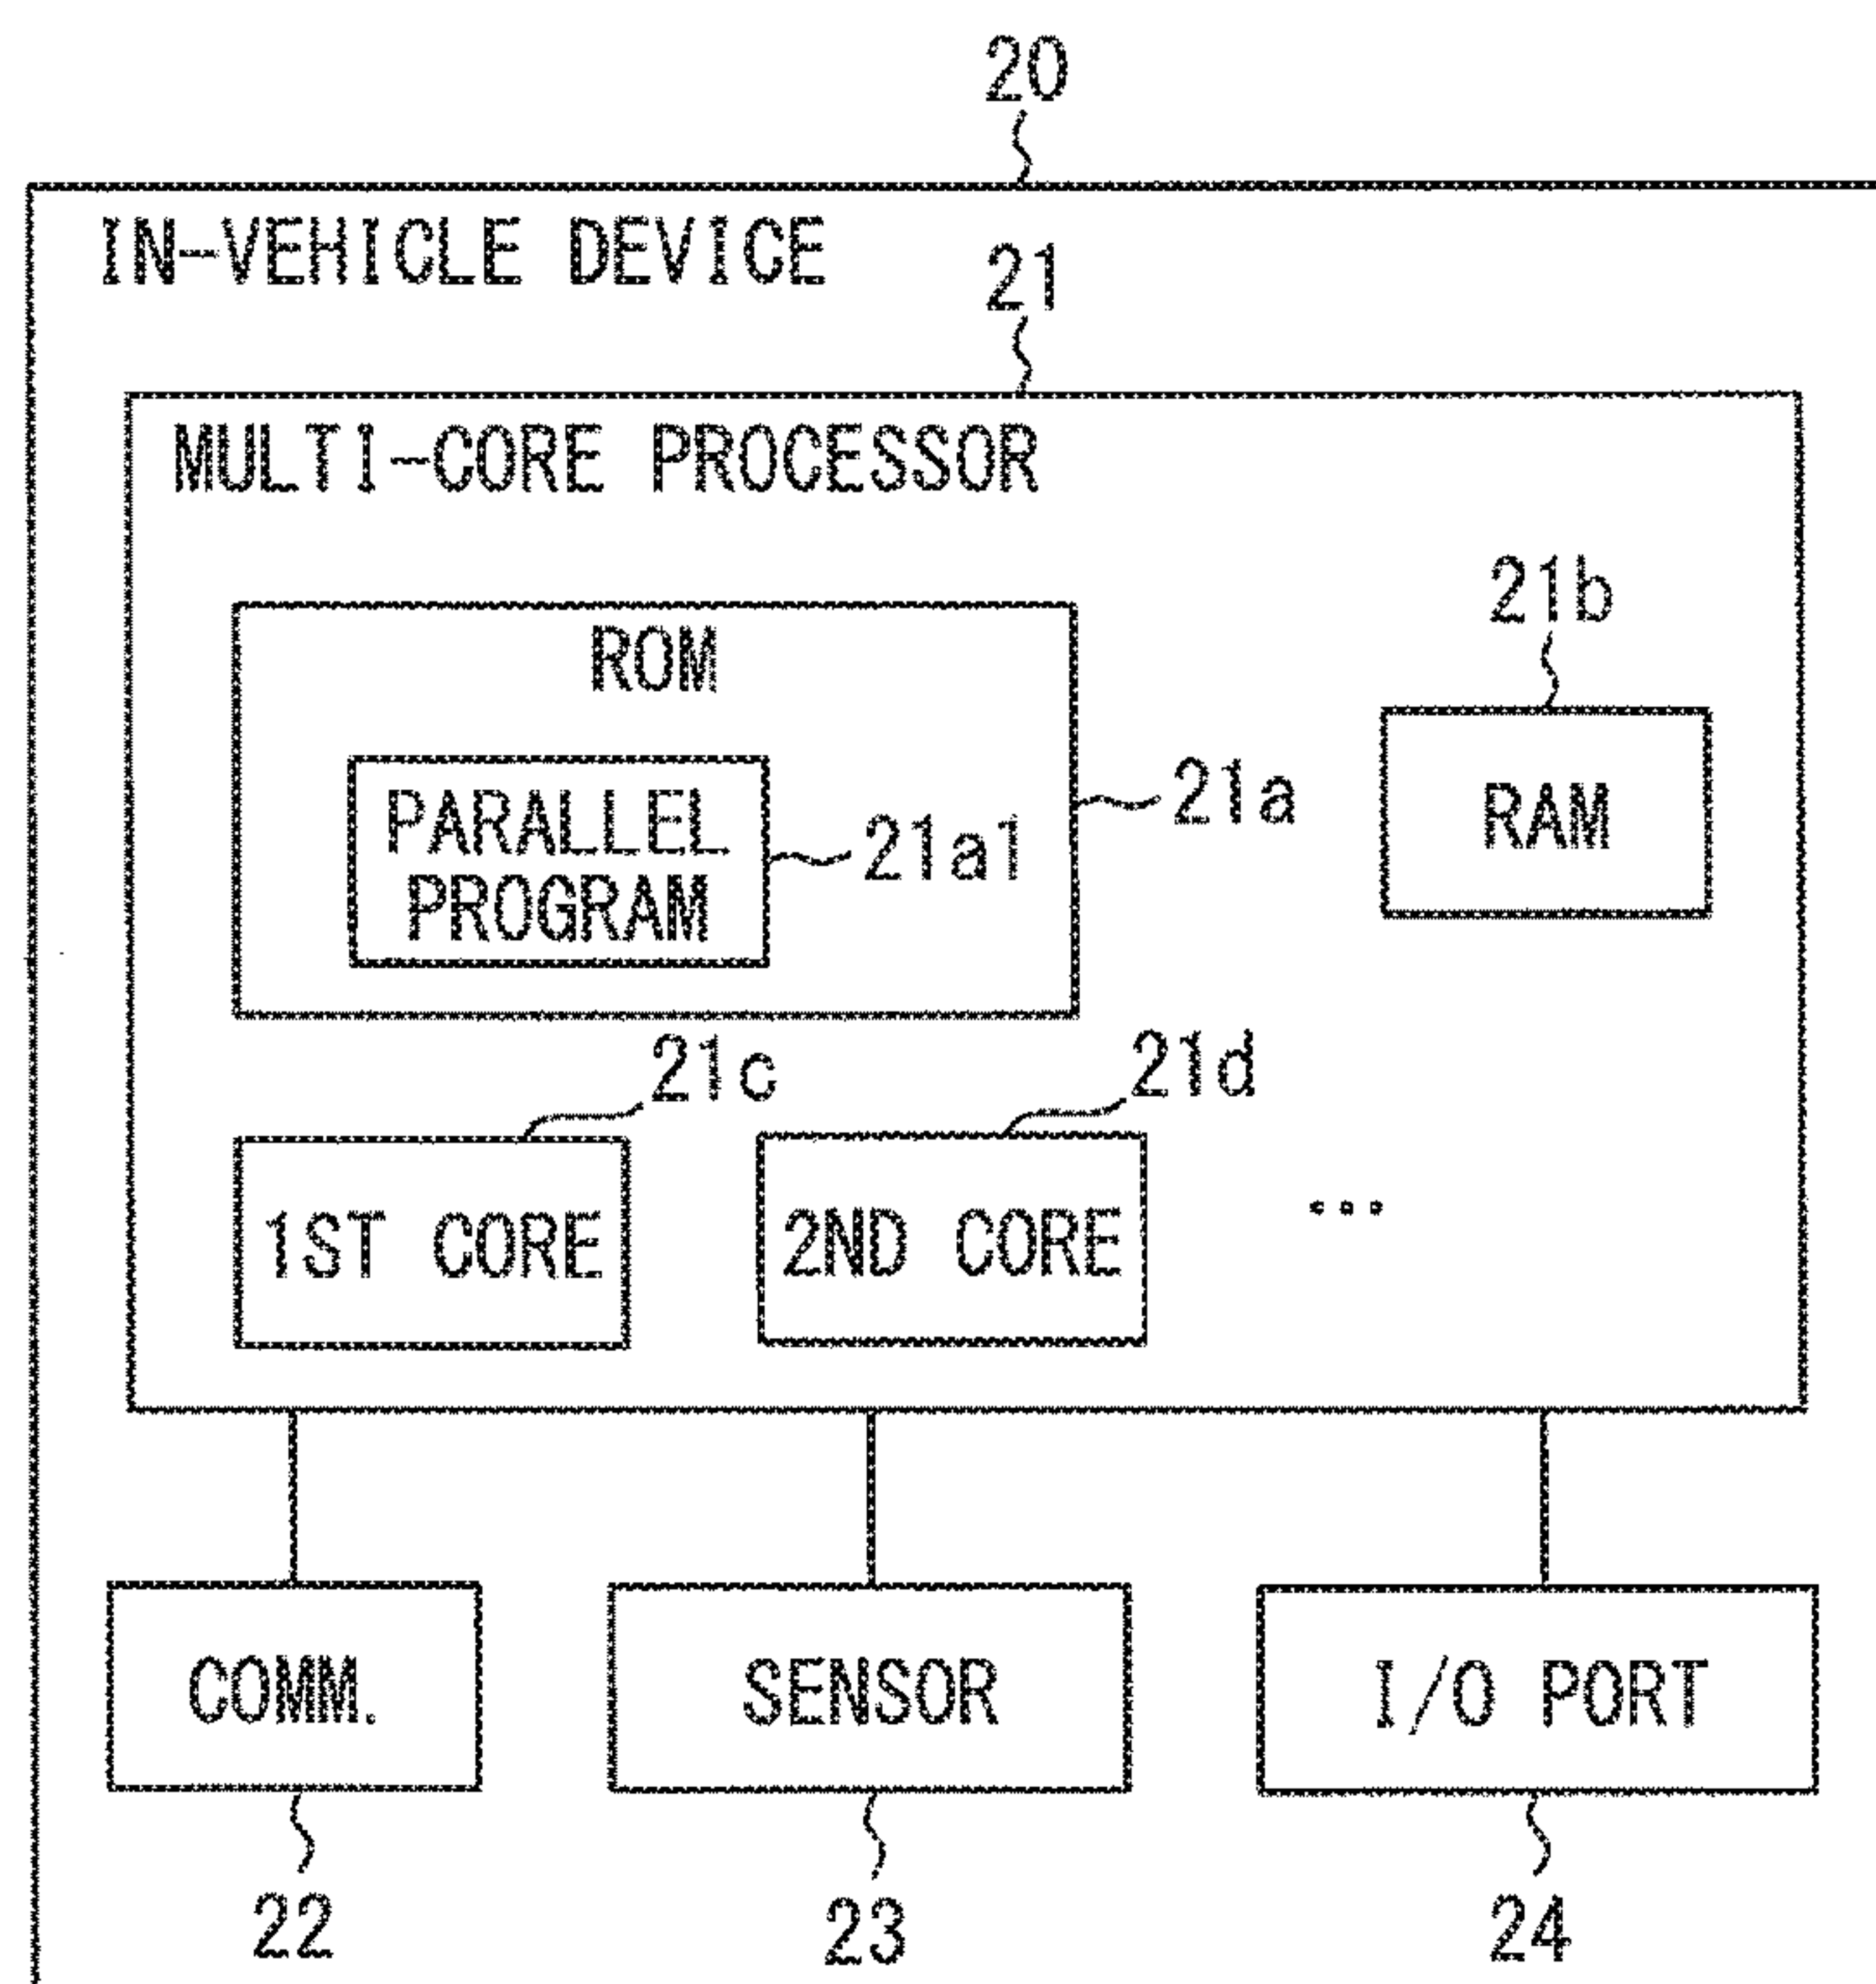 20
IN-VEHICLE DEVICE
21
MULTI-CORE PROCESSOR
21b
ROM
21a
RAM
PARALLEL
PROGRAM
21a1
21c
21d
1ST CORE
2ND CORE
...
COMM.
SENSOR
I/O PORT
22
23
24